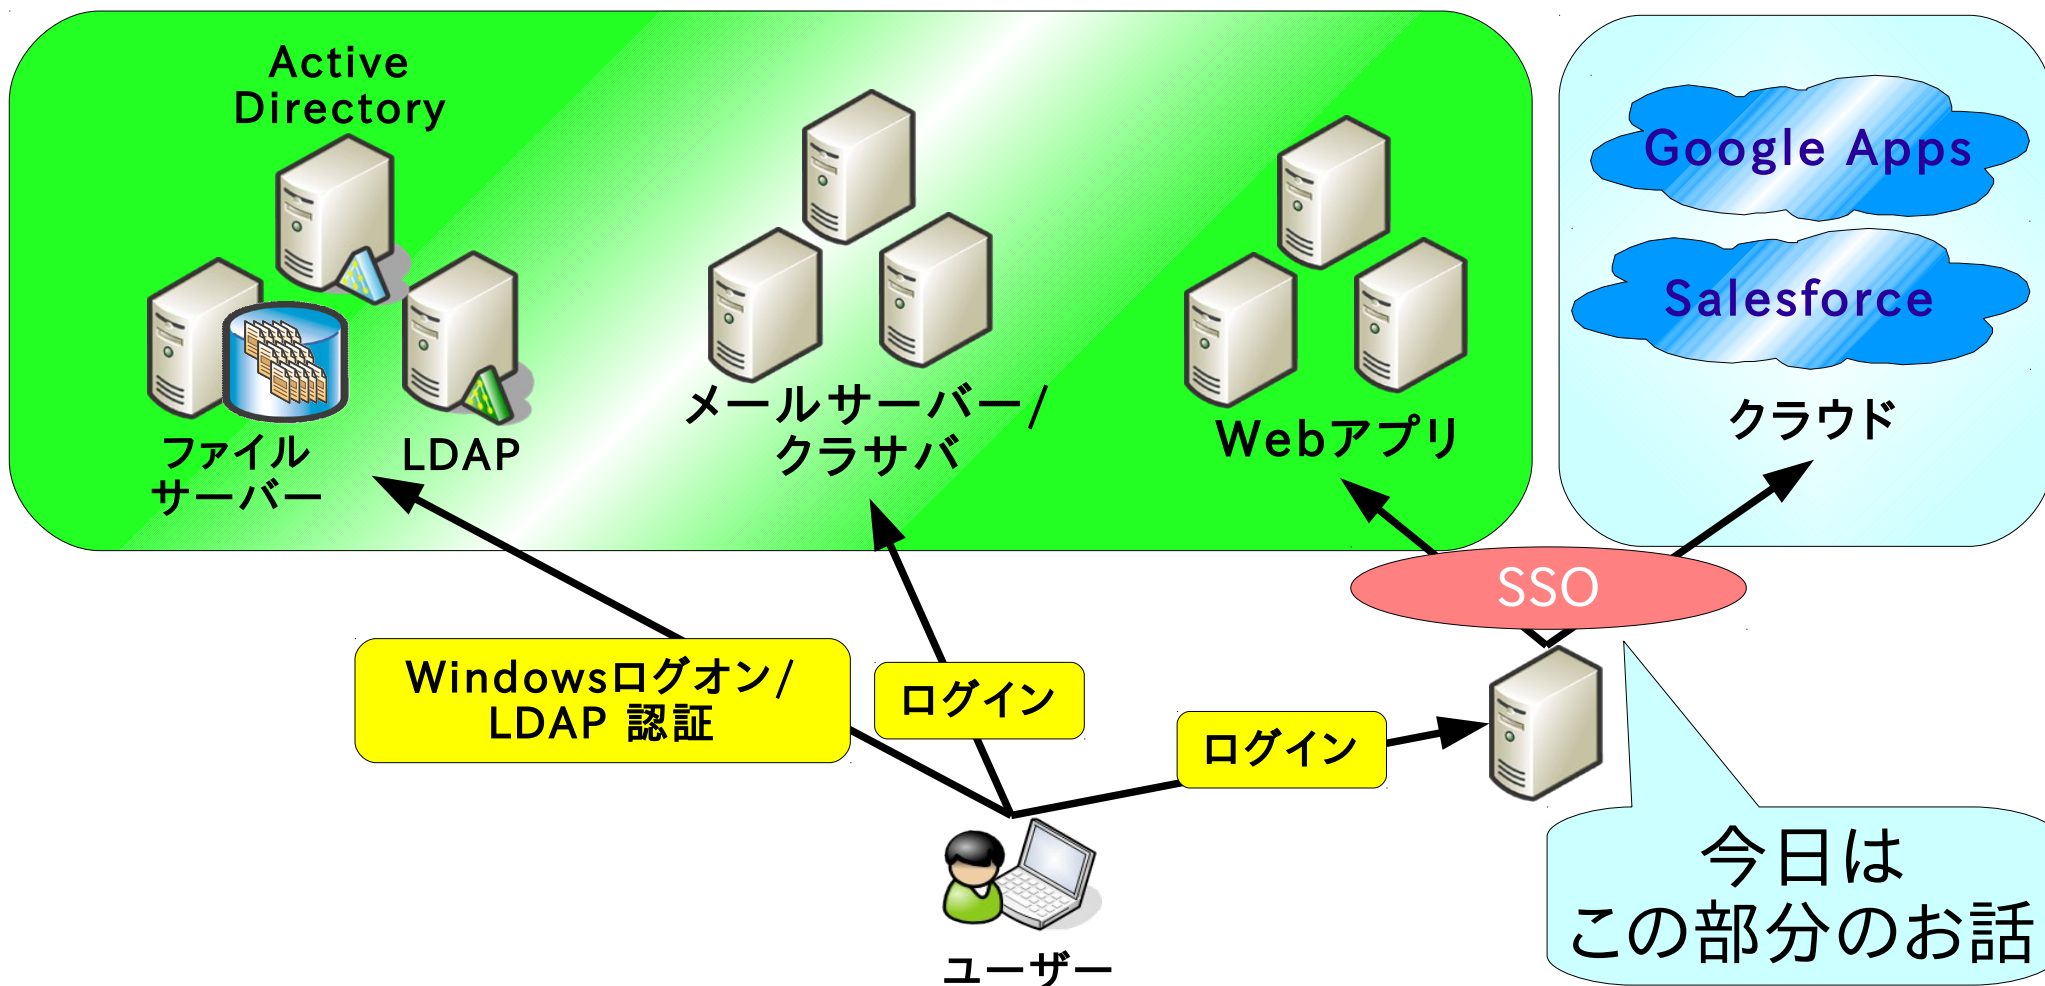 Active
Directory
ファイル
サーバー
LDAP
メールサーバー/
クラサバ
Webアプリ
Google Apps
Salesforce
クラウド
SSO
Windowsログオン/
LDAP 認証
ログイン
ログイン
ユーザー
今日は
この部分のお話